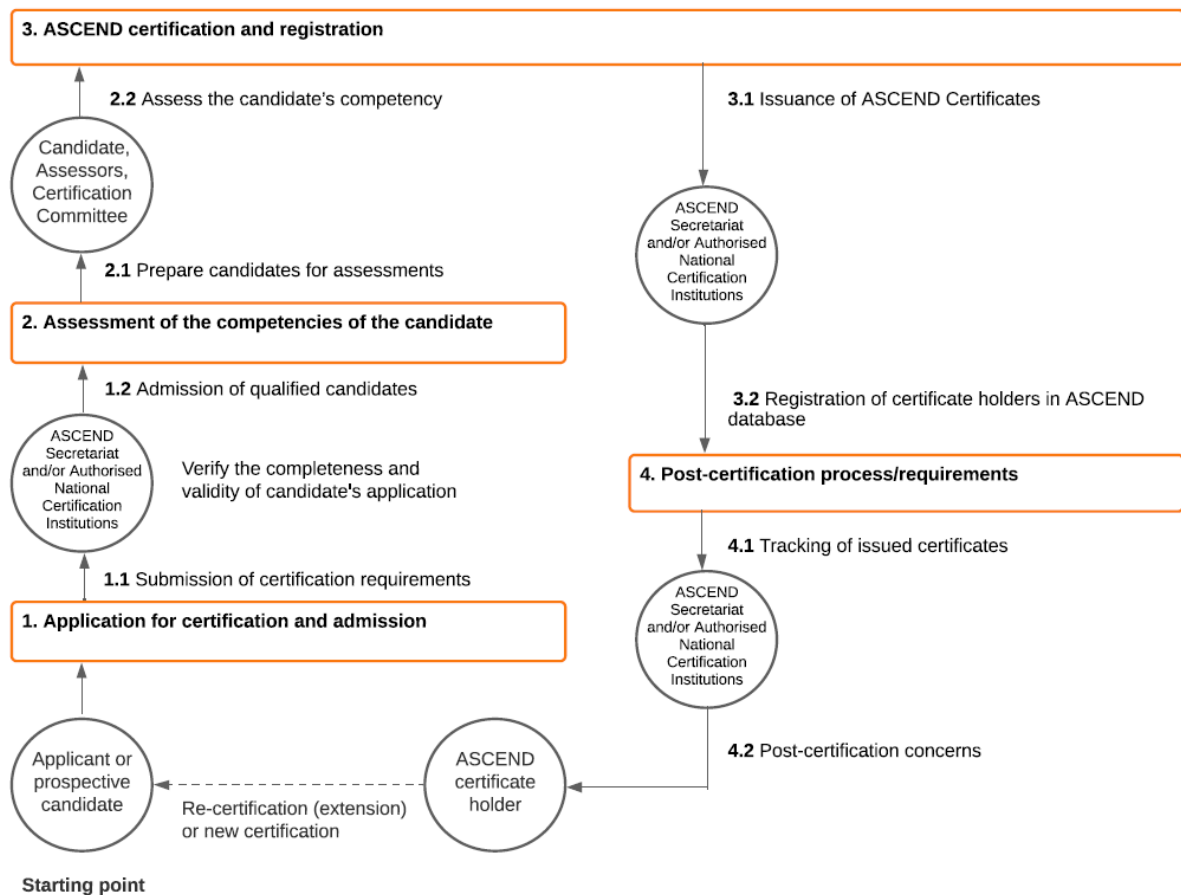 3. ASCEND certification and registration
2.2 Assess the candidate's competency
3.1 Issuance of ASCEND Certificates
Candidate,
Assessors,
Certification
Committee
ASCEND
Secretariat
and/or Authorised
National
Certification
Institutions
2.1 Prepare candidates for assessments
2. Assessment of the competencies of the candidate
1.2 Admission of qualified candidates
3.2 Registration of certificate holders in ASCEND
database
ASCEND
Secretariat
and/or Authorised
National
Certification
Institutions
Verify the completeness and
validity of candidate's application
4. Post-certification process/requirements
4.1 Tracking of issued certificates
1.1 Submission of certification requirements
ASCEND
Secretariat
and/or Authorised
National
Certification
Institutions
1. Application for certification and admission
4.2 Post-certification concerns
Applicant or
prospective
candidate
ASCEND
certificate
holder
Re-certification (extension)
or new certification
Starting point